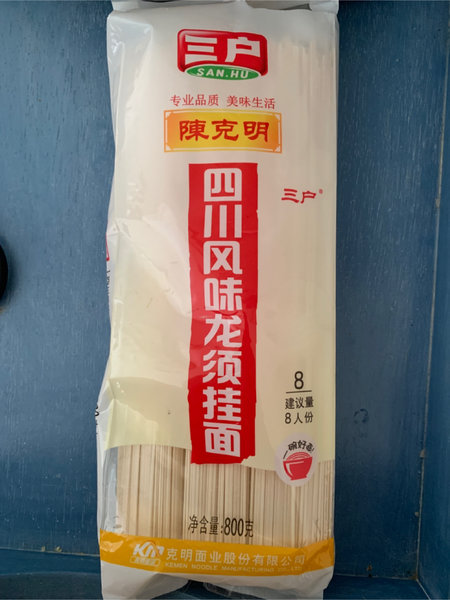 三户
SAN.HU
专业品质 美味生活
陳克明
四川风味龙须挂面
三户®
8
建议量
8人份
一碗好面
净含量:800克
KM
克明面业股份有限公司
KEMEN NOODLE MANUFACTURING CO.,LTD